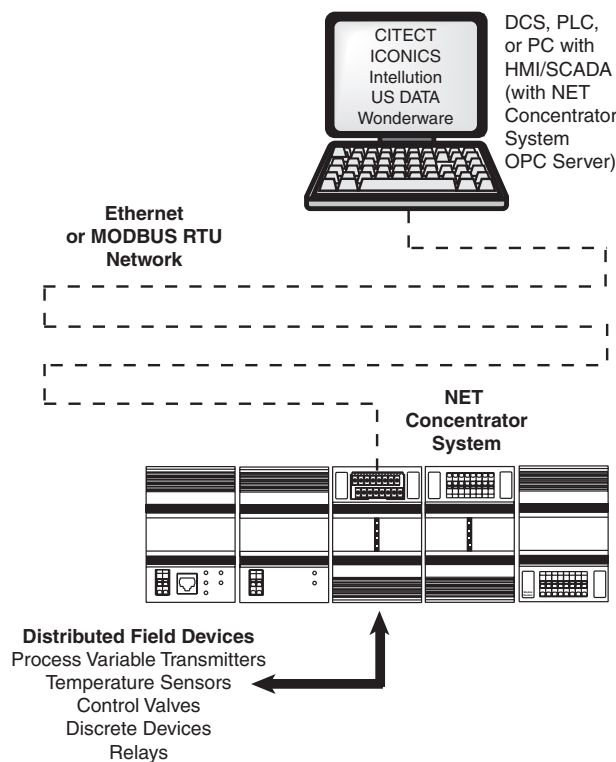 CITECT
ICONICS
Intellution
US DATA
Wonderware
DCS, PLC,
or PC with
HMI/SCADA
(with NET
Concentrator
System
OPC Server)
Ethernet
or MODBUS RTU
Network
NET
Concentrator
System
Distributed Field Devices
Process Variable Transmitters
Temperature Sensors
Control Valves
Discrete Devices
Relays